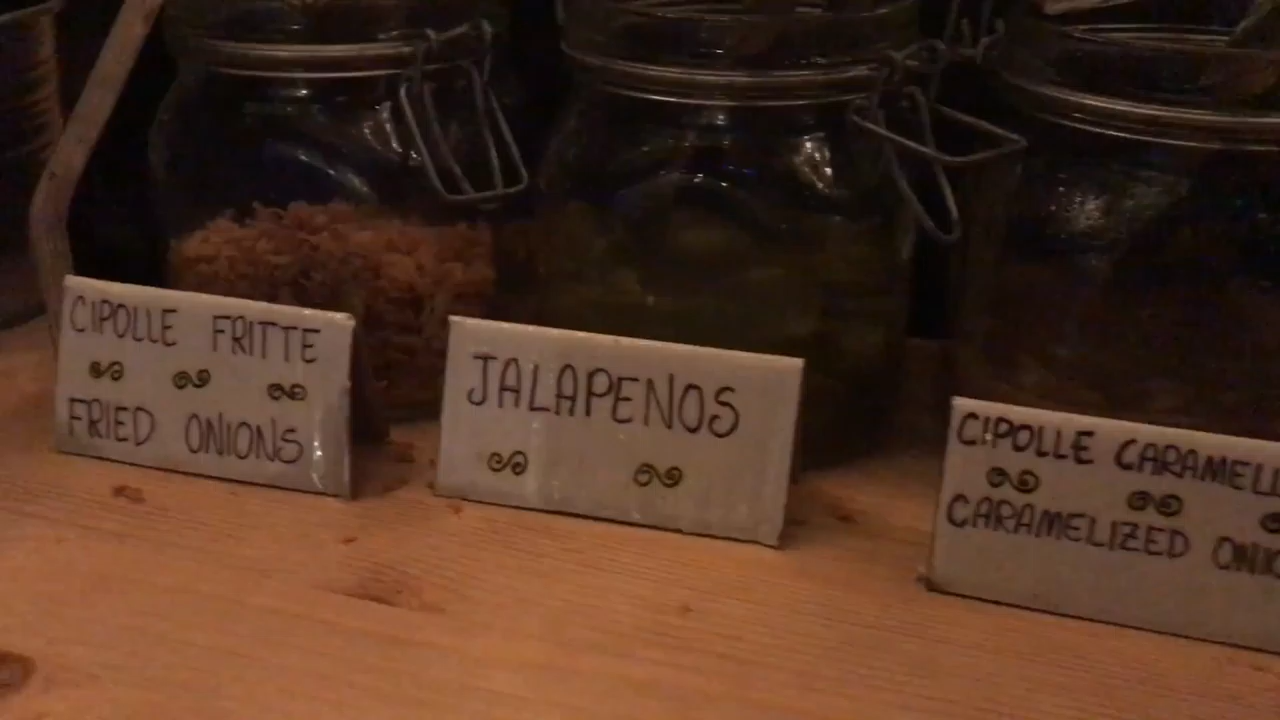 CIPOLLE FRITTE
FRIED ONIONS
JALAPENOS
CIPOLLE
CARAMELIZED